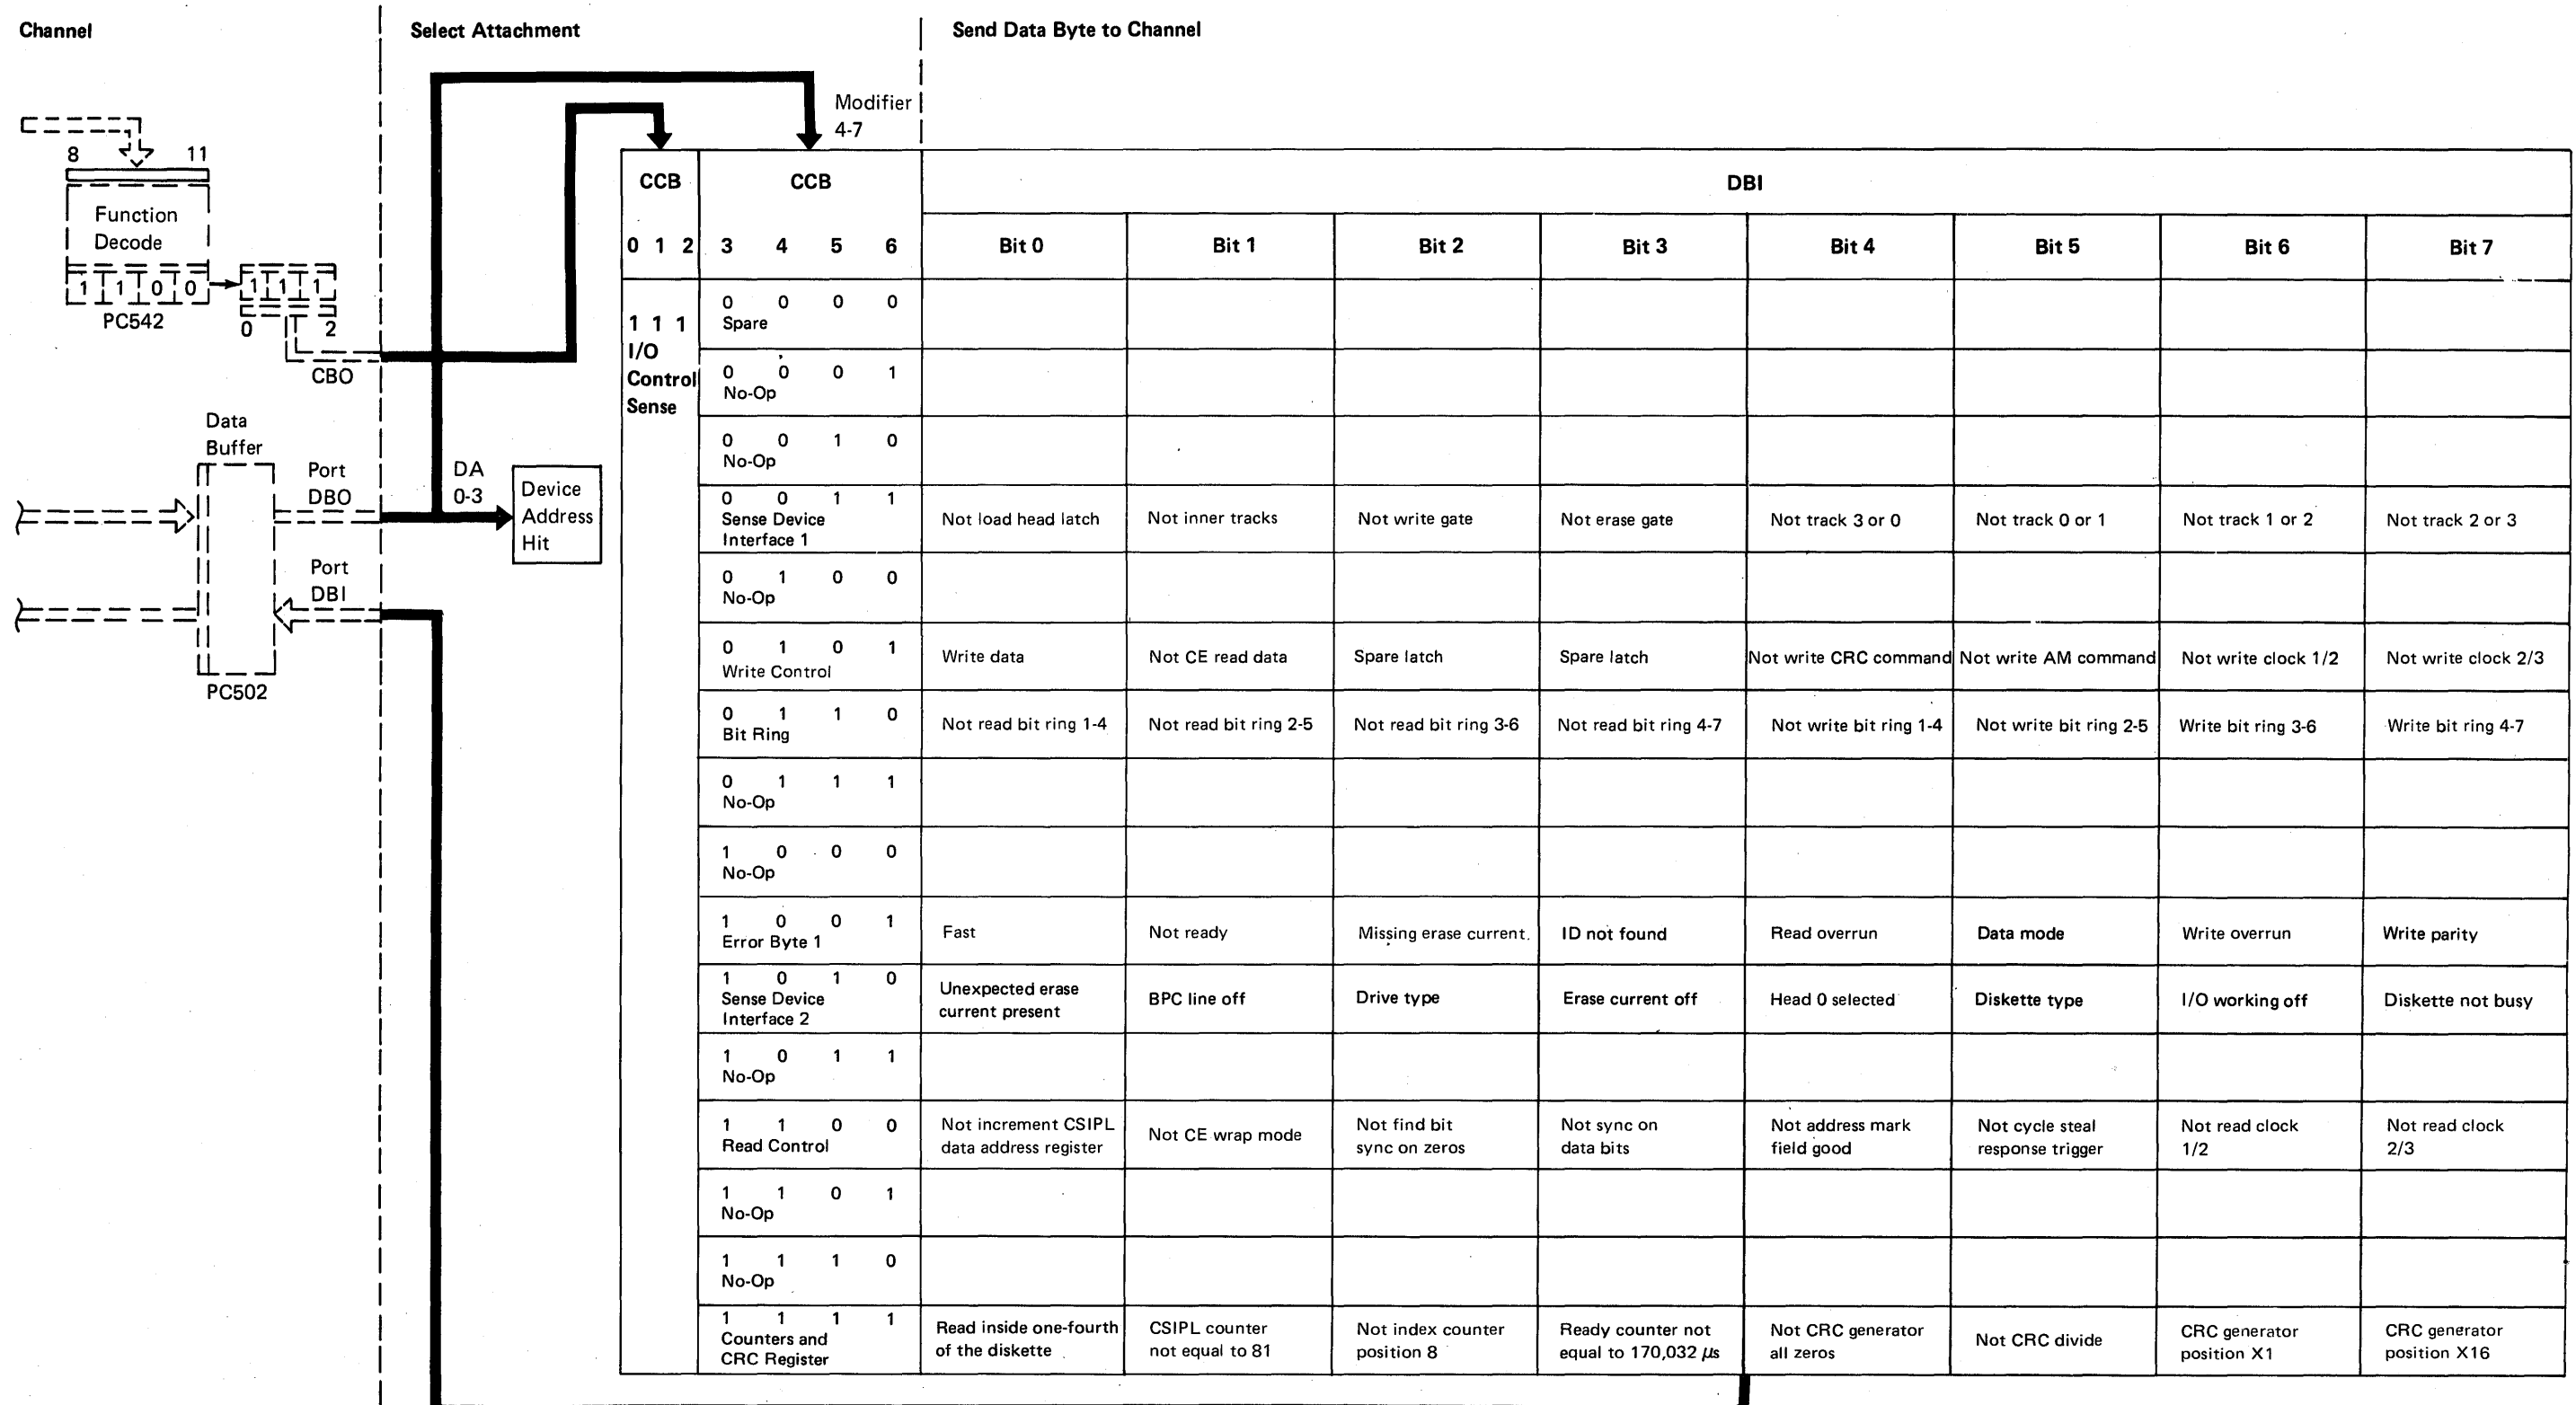 Channel
Select Attachment
Send Data Byte to Channel
Modifier
4-7
8 11
Function
Decode
1 1 0 0
PC542
1 1 1
0 2
CBO
Data
Buffer
Port
DBO
DA
0-3
Device
Address
Hit
Port
DBI
PC502
CCB CCB DBI
0 1 2 3 4 5 6 Bit 0 Bit 1 Bit 2 Bit 3 Bit 4 Bit 5 Bit 6 Bit 7
1 1 1
I/O
Control
Sense
0 0 0 0
Spare
0 0 0 1
No-Op
0 0 1 0
No-Op
0 0 1 1
Sense Device
Interface 1
Not load head latch
Not inner tracks
Not write gate
Not erase gate
Not track 3 or 0
Not track 0 or 1
Not track 1 or 2
Not track 2 or 3
0 1 0 0
No-Op
0 1 0 1
Write Control
Write data
Not CE read data
Spare latch
Spare latch
Not write CRC command
Not write AM command
Not write clock 1/2
Not write clock 2/3
0 1 1 0
Bit Ring
Not read bit ring 1-4
Not read bit ring 2-5
Not read bit ring 3-6
Not read bit ring 4-7
Not write bit ring 1-4
Not write bit ring 2-5
Write bit ring 3-6
Write bit ring 4-7
0 1 1 1
No-Op
1 0 0 0
No-Op
1 0 0 1
Error Byte 1
Fast
Not ready
Missing erase current.
ID not found
Read overrun
Data mode
Write overrun
Write parity
1 0 1 0
Sense Device
Interface 2
Unexpected erase
current present
BPC line off
Drive type
Erase current off
Head 0 selected
Diskette type
I/O working off
Diskette not busy
1 0 1 1
No-Op
1 1 0 0
Read Control
Not increment CSIPL
data address register
Not CE wrap mode
Not find bit
sync on zeros
Not sync on
data bits
Not address mark
field good
Not cycle steal
response trigger
Not read clock
1/2
Not read clock
2/3
1 1 0 1
No-Op
1 1 1 0
No-Op
1 1 1 1
Counters and
CRC Register
Read inside one-fourth
of the diskette
CSIPL counter
not equal to 81
Not index counter
position 8
Ready counter not
equal to 170,032 µs
Not CRC generator
all zeros
Not CRC divide
CRC generator
position X1
CRC generator
position X16